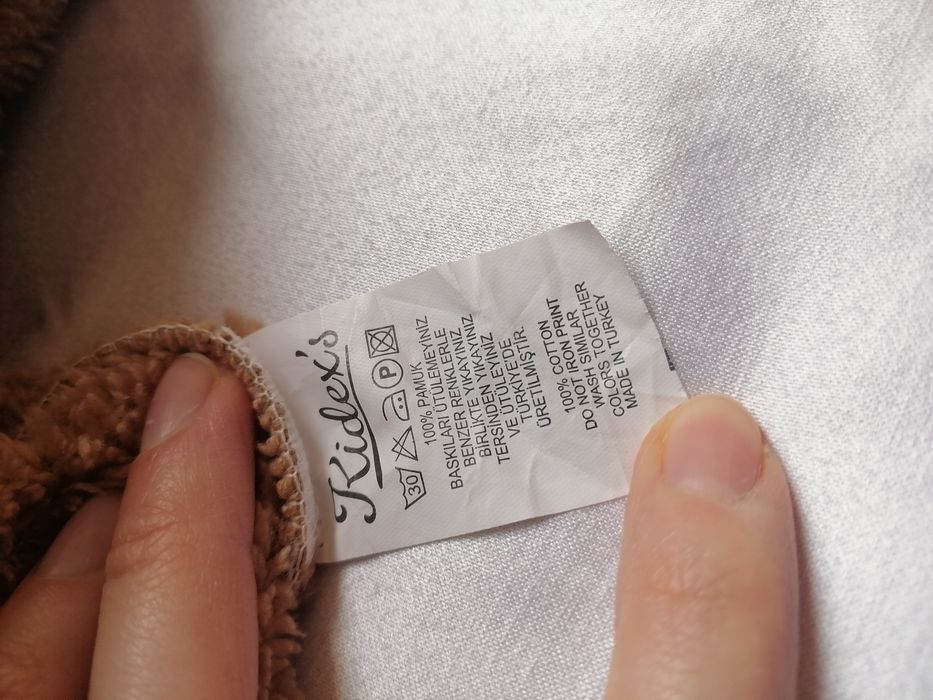 Kidex's
30 P
100% PAMUK
BASKILARI ÜTÜLEMEYİNİZ
BENZER RENKLERLE
BİRLİKTE YIKAYINIZ
TERSİNDEN YIKAYINIZ
VE ÜTÜLEYİNİZ
TÜRKİYE'DE
ÜRETİLMİŞTİR.
100% COTTON
DO NOT IRON PRINT
WASH SIMILAR
COLORS TOGETHER
MADE IN TURKEY